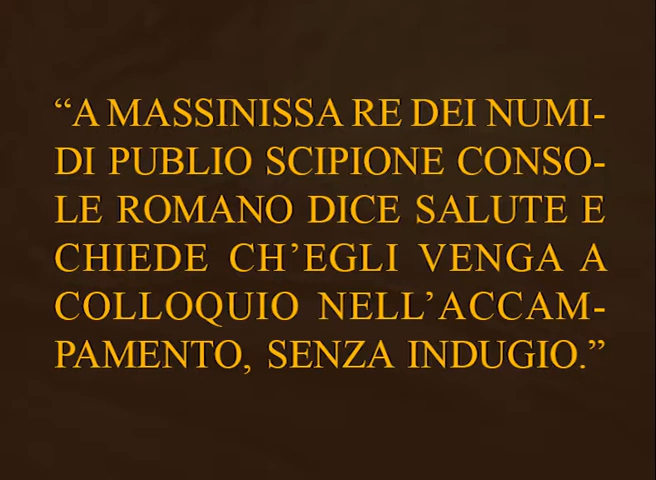 “A MASSINISSA RE DEI NUMI-
DI PUBLIO SCIPIONE CONSO-
LE ROMANO DICE SALUTE E
CHIEDE CH’EGLI VENGA A
COLLOQUIO NELL’ACCAM-
PAMENTO, SENZA INDUGIO.”